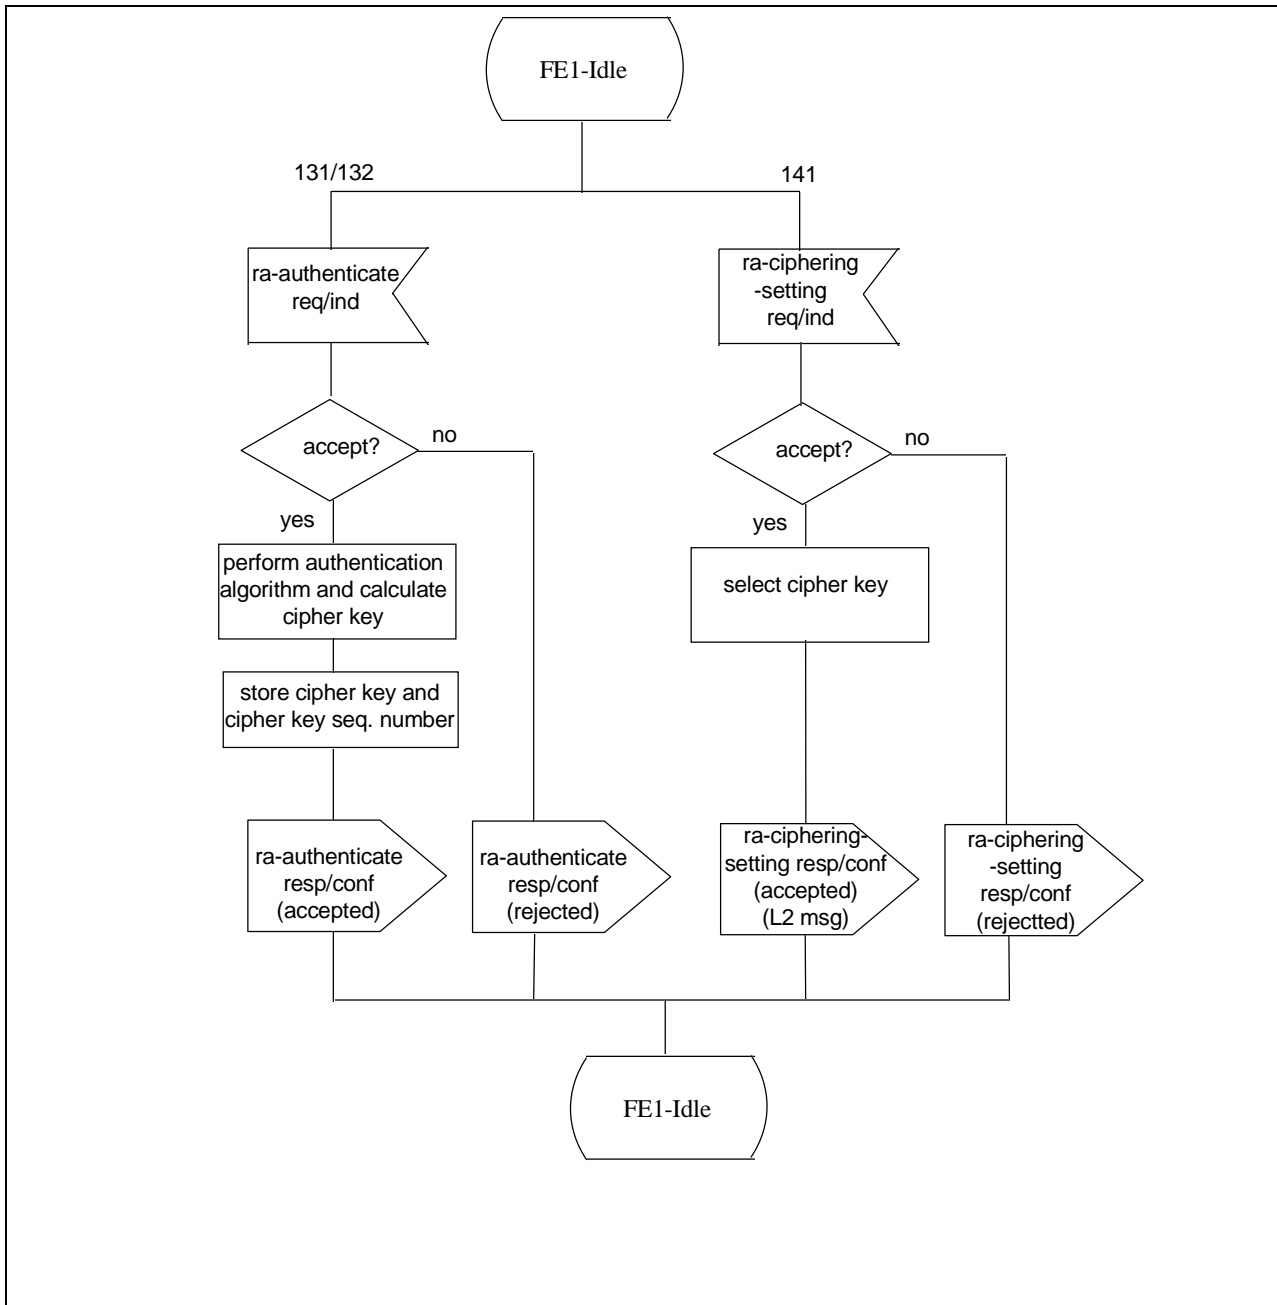 FE1-Idle
131/132
141
ra-authenticate
req/ind
ra-ciphering
-setting
req/ind
accept?
no
accept?
no
yes
yes
perform authentication
algorithm and calculate
cipher key
select cipher key
store cipher key and
cipher key seq. number
ra-authenticate
resp/conf
(accepted)
ra-authenticate
resp/conf
(rejected)
ra-ciphering-
setting resp/conf
(accepted)
(L2 msg)
ra-ciphering
-setting
resp/conf
(rejectted)
FE1-Idle